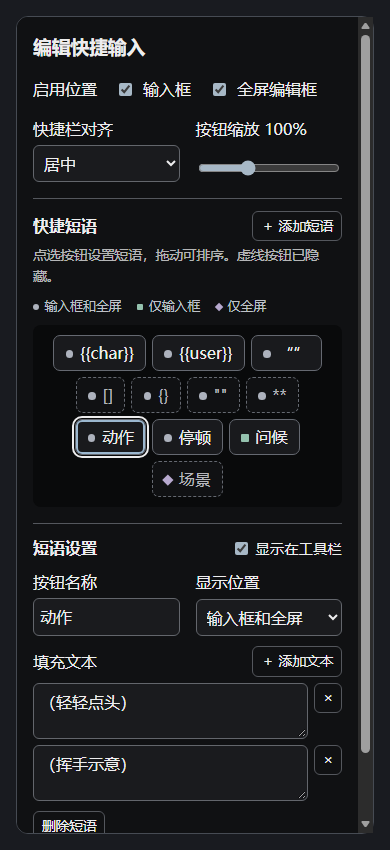 编辑快捷输入
启用位置 输入框 全屏编辑框
快捷栏对齐 按钮缩放 100%
居中
快捷短语 + 添加短语
点选按钮设置短语，拖动可排序。虚线按钮已隐
藏。
输入框和全屏 仅输入框 仅全屏
{{char}} {{user}} “”
[] {} "" **
动作 停顿 问候
场景
短语设置 显示在工具栏
按钮名称 显示位置
动作 输入框和全屏
填充文本 + 添加文本
（轻轻点头） ×
（挥手示意） ×
删除短语